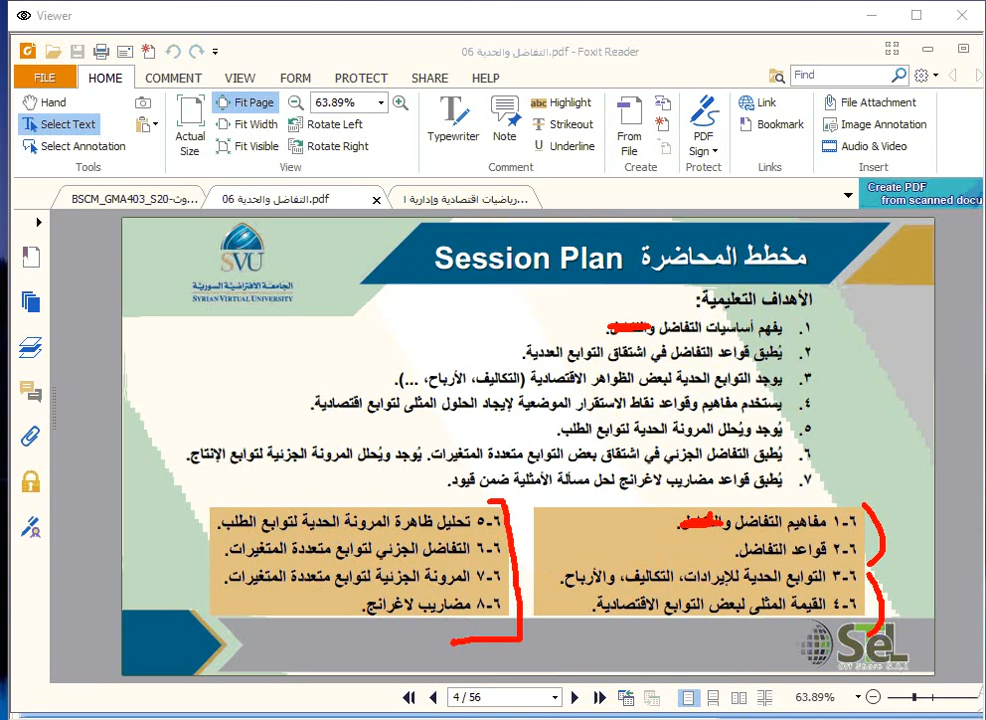 Viewer
التفاضل والحدية 06.pdf - Foxit Reader
FILE HOME COMMENT VIEW FORM PROTECT SHARE HELP
Find
Hand
Select Text
Select Annotation
Tools
Actual Size
Fit Page
Fit Width
Fit Visible
63.89%
Rotate Left
Rotate Right
View
Typewriter
Note
Highlight
Strikeout
Underline
Comment
From File
Create
PDF Sign
Protect
Link
Bookmark
Links
File Attachment
Image Annotation
Audio & Video
Insert
BSCM_GMA403_S20-وت...
التفاضل والحدية 06.pdf
رياضيات اقتصادية وإدارية ا...
Create PDF
from scanned docu
SVU
الجامعة الافتراضية السورية
SYRIAN VIRTUAL UNIVERSITY
مخطط المحاضرة Session Plan
الأهداف التعليمية:
١. يفهم أساسيات التفاضل
٢. يُطبق قواعد التفاضل في اشتقاق التوابع العددية.
٣. يوجد التوابع الحدية لبعض الظواهر الاقتصادية (التكاليف، الأرباح، ...).
٤. يستخدم مفاهيم وقواعد نقاط الاستقرار الموضعية لإيجاد الحلول المثلى لتوابع اقتصادية.
٥. يُوجد ويُحلل المرونة الحدية لتوابع الطلب.
٦. يُطبق التفاضل الجزئي في اشتقاق بعض التوابع متعددة المتغيرات. يُوجد ويُحلل المرونة الجزئية لتوابع الإنتاج.
٧. يُطبق قواعد مضاريب لاغرانج لحل مسألة الأمثلية ضمن قيود.
٦-١ مفاهيم التفاضل
٦-٢ قواعد التفاضل.
٦-٣ التوابع الحدية للإيرادات، التكاليف، والأرباح.
٦-٤ القيمة المثلى لبعض التوابع الاقتصادية.
٦-٥ تحليل ظاهرة المرونة الحدية لتوابع الطلب.
٦-٦ التفاضل الجزئي لتوابع متعددة المتغيرات.
٦-٧ المرونة الجزئية لتوابع متعددة المتغيرات.
٦-٨ مضاريب لاغرانج.
SeL
4 / 56
63.89%